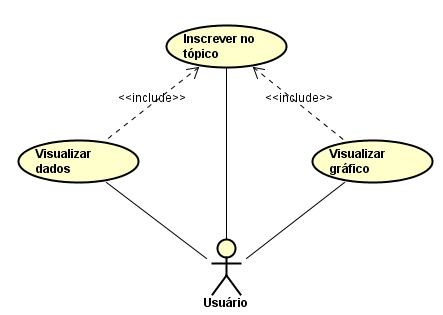 Inscrever no
tópico
<<include>>
<<include>>
Visualizar
dados
Visualizar
gráfico
Usuário